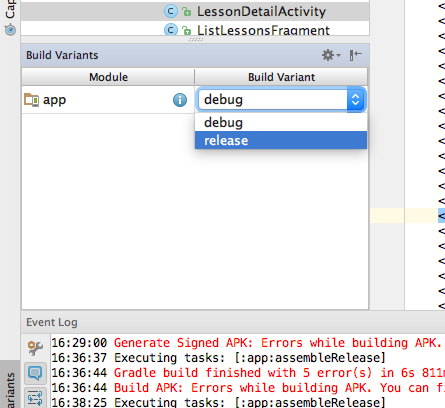 LessonDetailActivity
ListLessonsFragment
Build Variants
Module Build Variant
app debug
debug
release
Event Log
16:29:00 Generate Signed APK: Errors while building APK.
16:36:37 Executing tasks: [:app:assembleRelease]
16:36:44 Gradle build finished with 5 error(s) in 6s 811m
16:36:44 Build APK: Errors while building APK. You can fi
16:38:25 Executing tasks: [:app:assembleRelease]
Cap
ariants